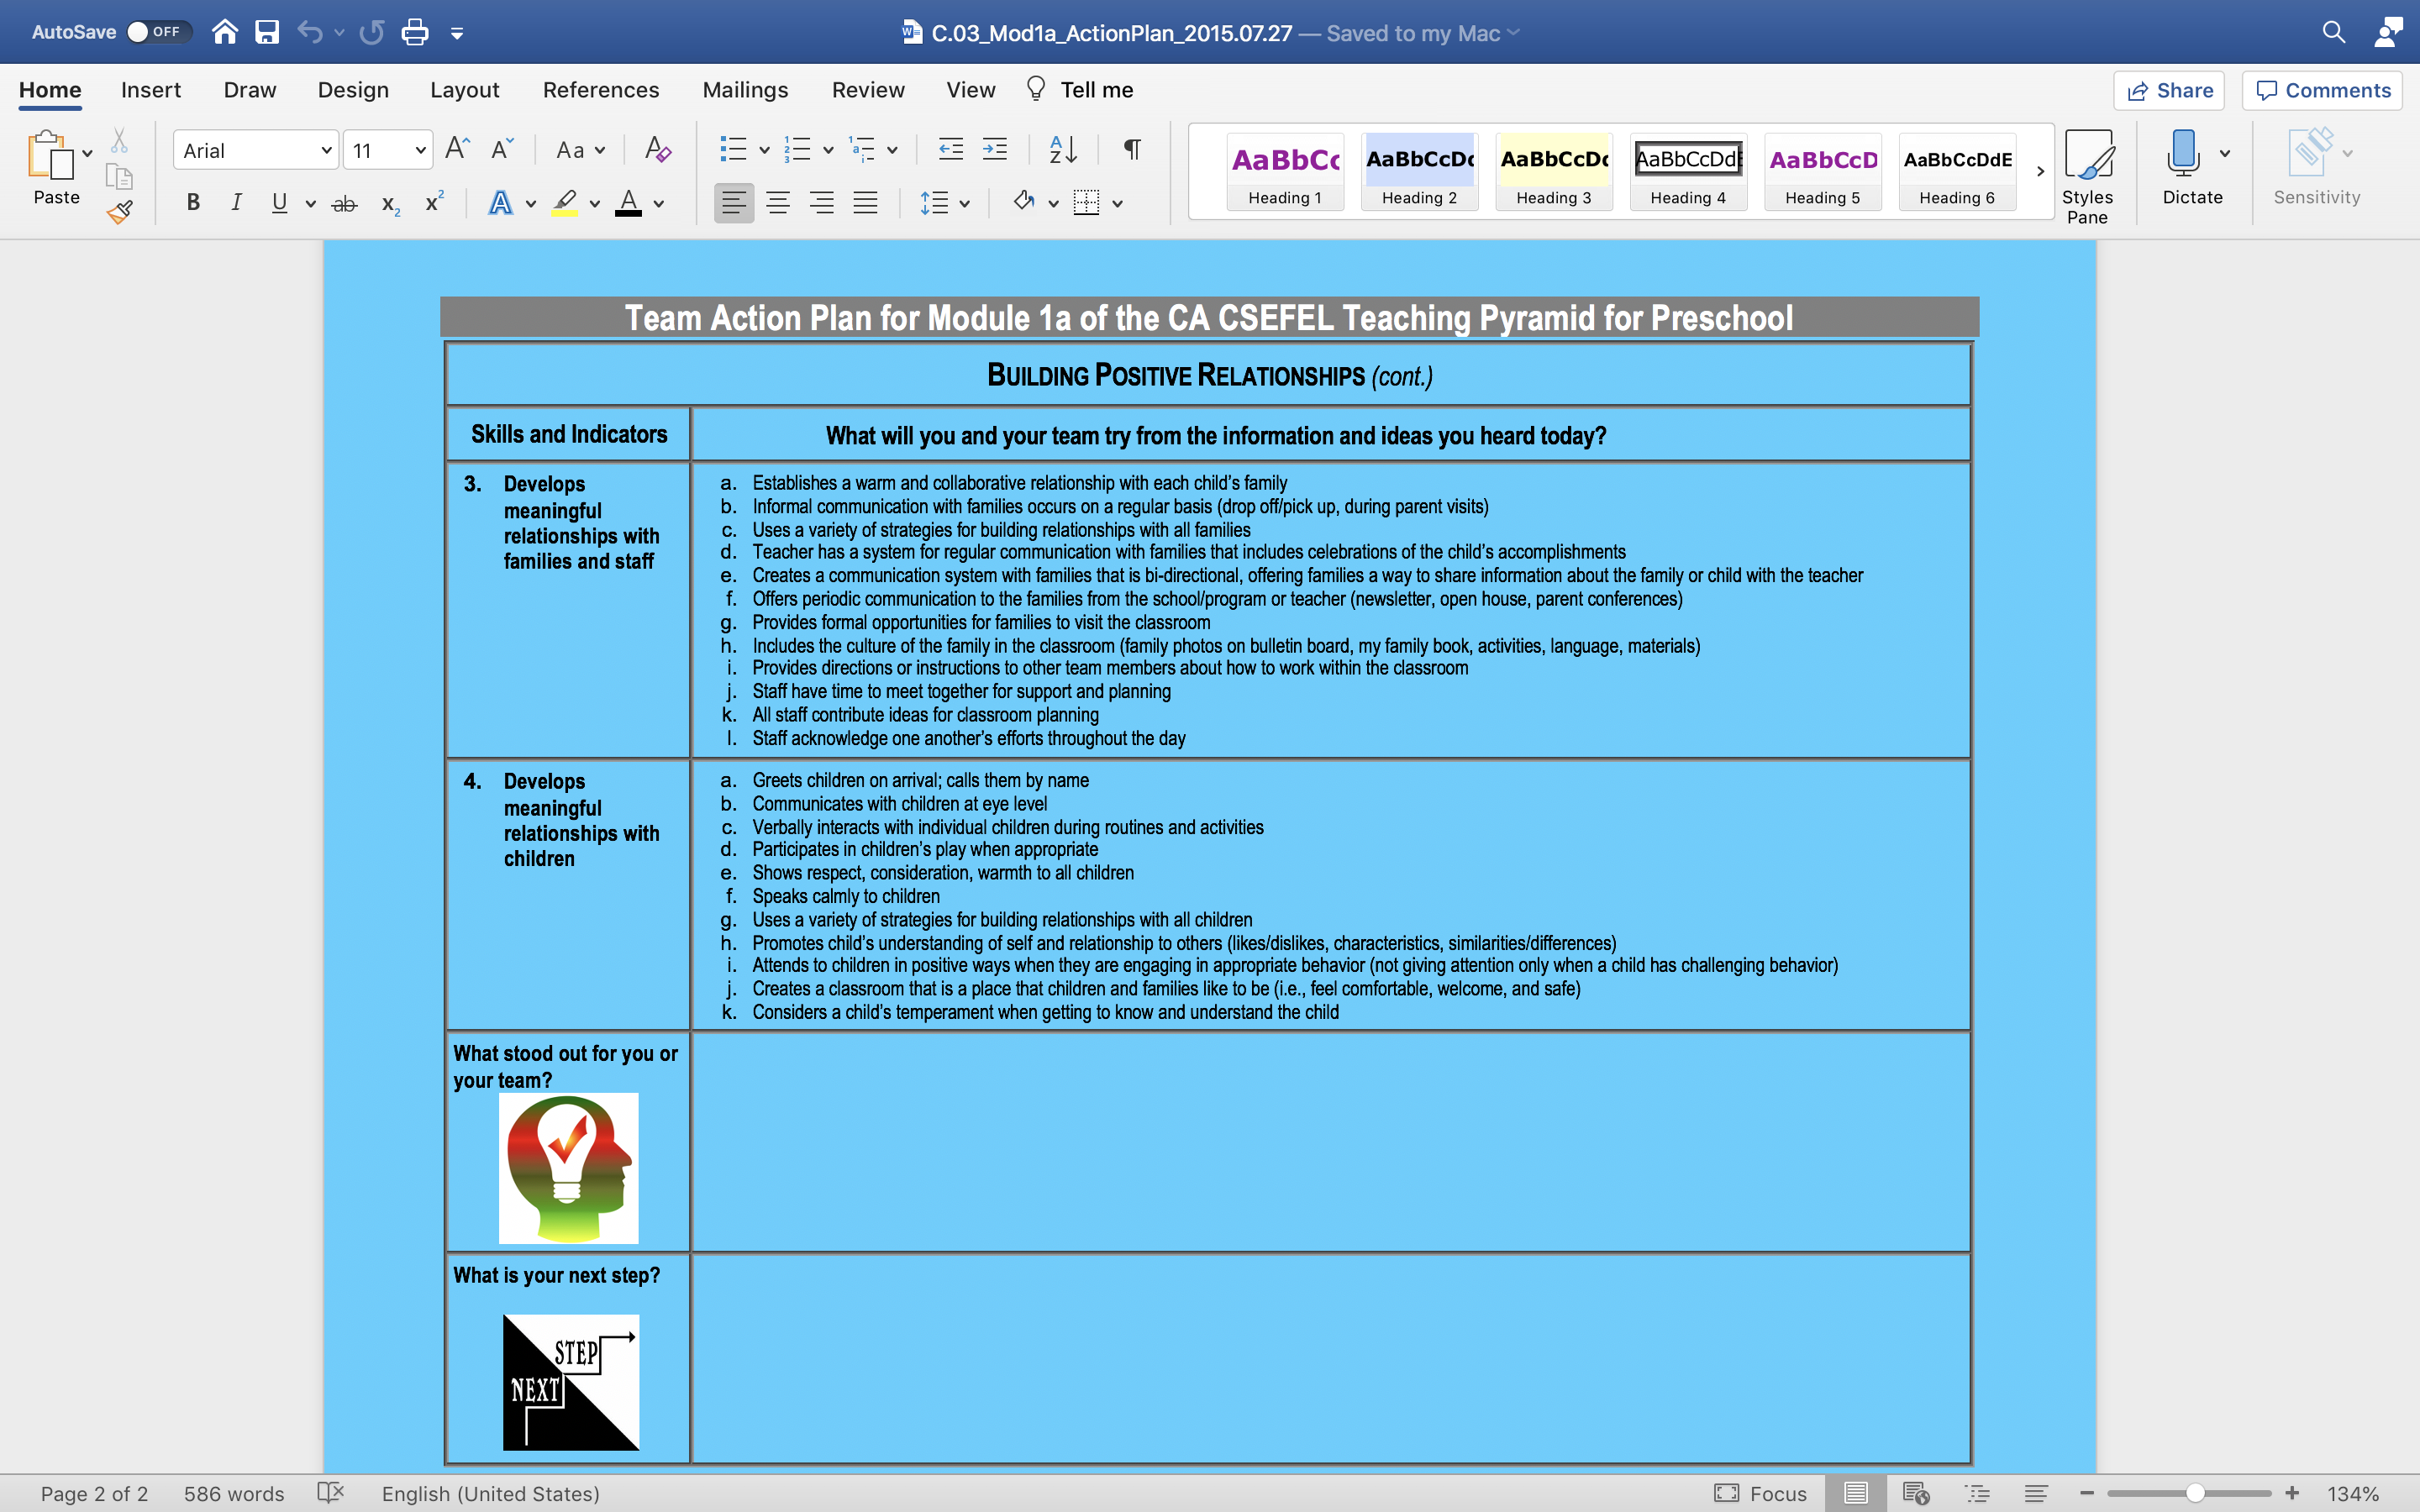 AutoSave OFF
C.03_Mod1a_ActionPlan_2015.07.27 — Saved to my Mac
Home Insert Draw Design Layout References Mailings Review View Tell me Share Comments
Paste
Arial 11
AaBbCc Heading 1
AaBbCcDc Heading 2
AaBbCcDc Heading 3
AaBbCcDdE Heading 4
AaBbCcD Heading 5
AaBbCcDdE Heading 6
Styles Pane
Dictate
Sensitivity
Team Action Plan for Module 1a of the CA CSEFEL Teaching Pyramid for Preschool
BUILDING POSITIVE RELATIONSHIPS (cont.)
Skills and Indicators
What will you and your team try from the information and ideas you heard today?
3. Develops
meaningful
relationships with
families and staff
a. Establishes a warm and collaborative relationship with each child’s family
b. Informal communication with families occurs on a regular basis (drop off/pick up, during parent visits)
c. Uses a variety of strategies for building relationships with all families
d. Teacher has a system for regular communication with families that includes celebrations of the child’s accomplishments
e. Creates a communication system with families that is bi-directional, offering families a way to share information about the family or child with the teacher
f. Offers periodic communication to the families from the school/program or teacher (newsletter, open house, parent conferences)
g. Provides formal opportunities for families to visit the classroom
h. Includes the culture of the family in the classroom (family photos on bulletin board, my family book, activities, language, materials)
i. Provides directions or instructions to other team members about how to work within the classroom
j. Staff have time to meet together for support and planning
k. All staff contribute ideas for classroom planning
l. Staff acknowledge one another’s efforts throughout the day
4. Develops
meaningful
relationships with
children
a. Greets children on arrival; calls them by name
b. Communicates with children at eye level
c. Verbally interacts with individual children during routines and activities
d. Participates in children’s play when appropriate
e. Shows respect, consideration, warmth to all children
f. Speaks calmly to children
g. Uses a variety of strategies for building relationships with all children
h. Promotes child’s understanding of self and relationship to others (likes/dislikes, characteristics, similarities/differences)
i. Attends to children in positive ways when they are engaging in appropriate behavior (not giving attention only when a child has challenging behavior)
j. Creates a classroom that is a place that children and families like to be (i.e., feel comfortable, welcome, and safe)
k. Considers a child’s temperament when getting to know and understand the child
What stood out for you or
your team?
What is your next step?
STEP
NEXT
Page 2 of 2 586 words English (United States) Focus 134%